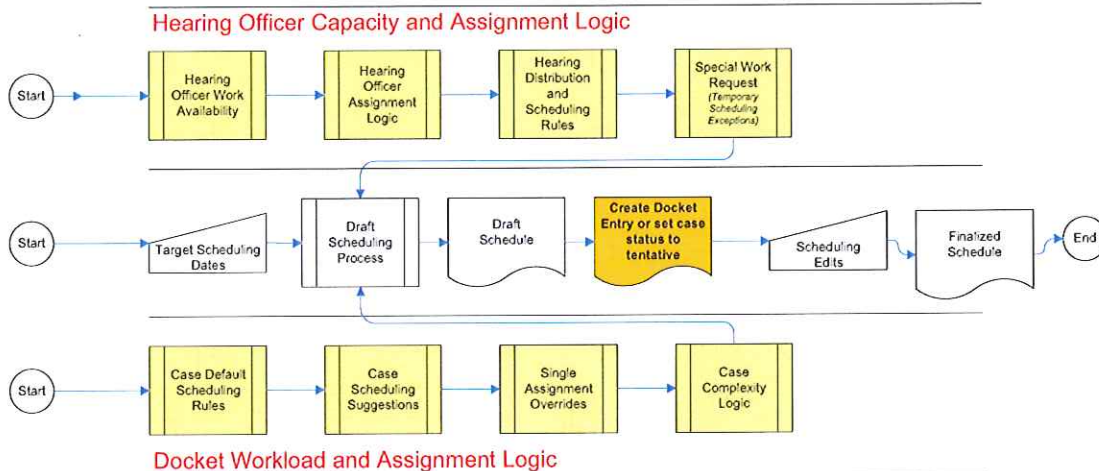 Hearing Officer Capacity and Assignment Logic
Start
Hearing
Officer Work
Availability
Hearing
Officer
Assignment
Logic
Hearing
Distribution
and
Scheduling
Rules
Special Work
Request
(Temporary
Scheduling
Exceptions)
Start
Target Scheduling
Dates
Draft
Scheduling
Process
Draft
Schedule
Create Docket
Entry or set case
status to
tentative
Scheduling
Edits
Finalized
Schedule
End
Start
Case Default
Scheduling
Rules
Case
Scheduling
Suggestions
Single
Assignment
Overrides
Case
Complexity
Logic
Docket Workload and Assignment Logic